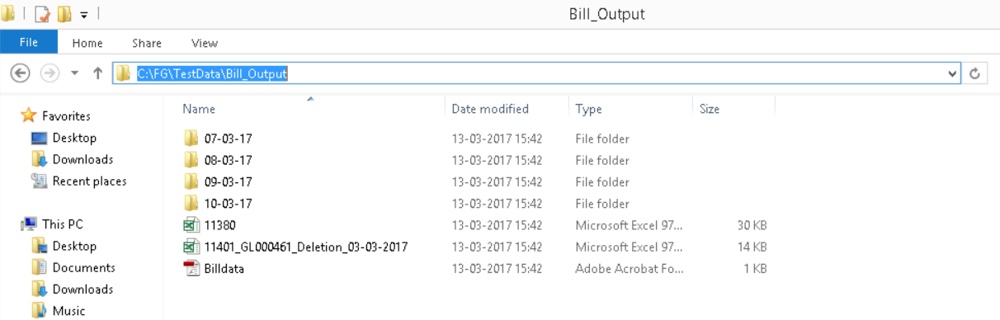 Bill_Output
File Home Share View
C:\FG\TestData\Bill_Output
Name Date modified Type Size
Favorites
Desktop
Downloads
Recent places
This PC
Desktop
Documents
Downloads
Music
07-03-17 13-03-2017 15:42 File folder
08-03-17 13-03-2017 15:42 File folder
09-03-17 13-03-2017 15:42 File folder
10-03-17 13-03-2017 15:42 File folder
11380 13-03-2017 15:42 Microsoft Excel 97... 30 KB
11401_GL000461_Deletion_03-03-2017 13-03-2017 15:42 Microsoft Excel 97... 14 KB
Billdata 13-03-2017 15:42 Adobe Acrobat Fo... 1 KB